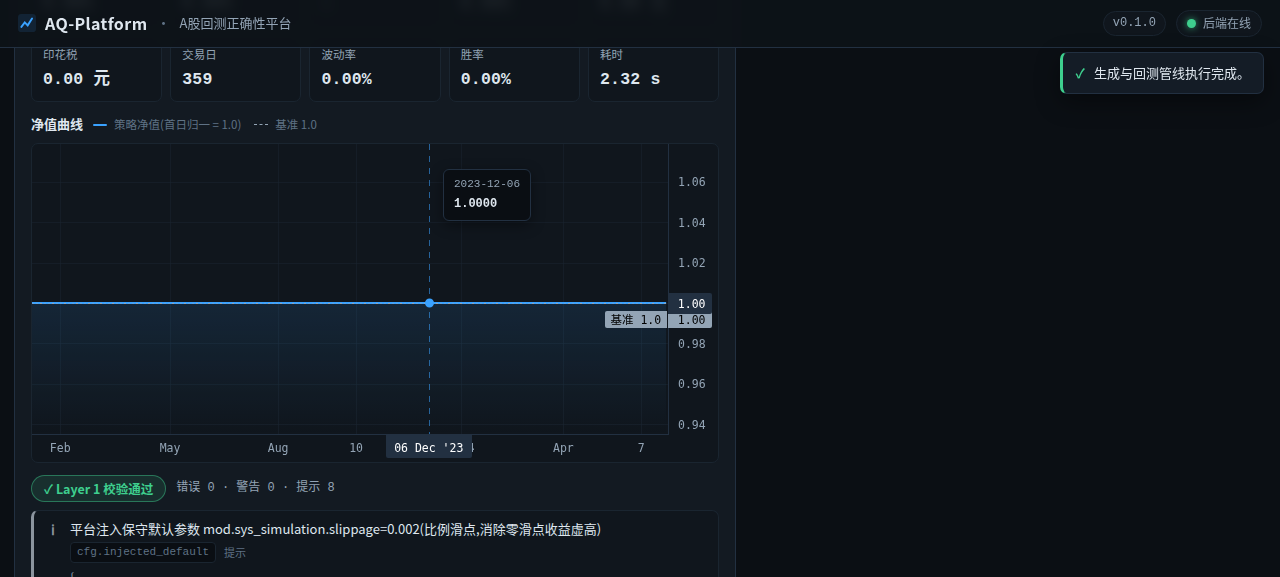 AQ-Platform · A股回测正确性平台
v0.1.0 后端在线
✓ 生成与回测管线执行完成。
印花税 交易日 波动率 胜率 耗时
0.00 元 359 0.00% 0.00% 2.32 s
净值曲线 策略净值(首日归一 = 1.0) 基准 1.0
2023-12-06
1.0000
1.06
1.04
1.02
1.00
基准 1.0 1.00
0.98
0.96
0.94
Feb May Aug 10 06 Dec '23 Apr 7
✓ Layer 1 校验通过 错误 0 · 警告 0 · 提示 8
i 平台注入保守默认参数 mod.sys_simulation.slippage=0.002(比例滑点,消除零滑点收益虚高)
cfg.injected_default 提示